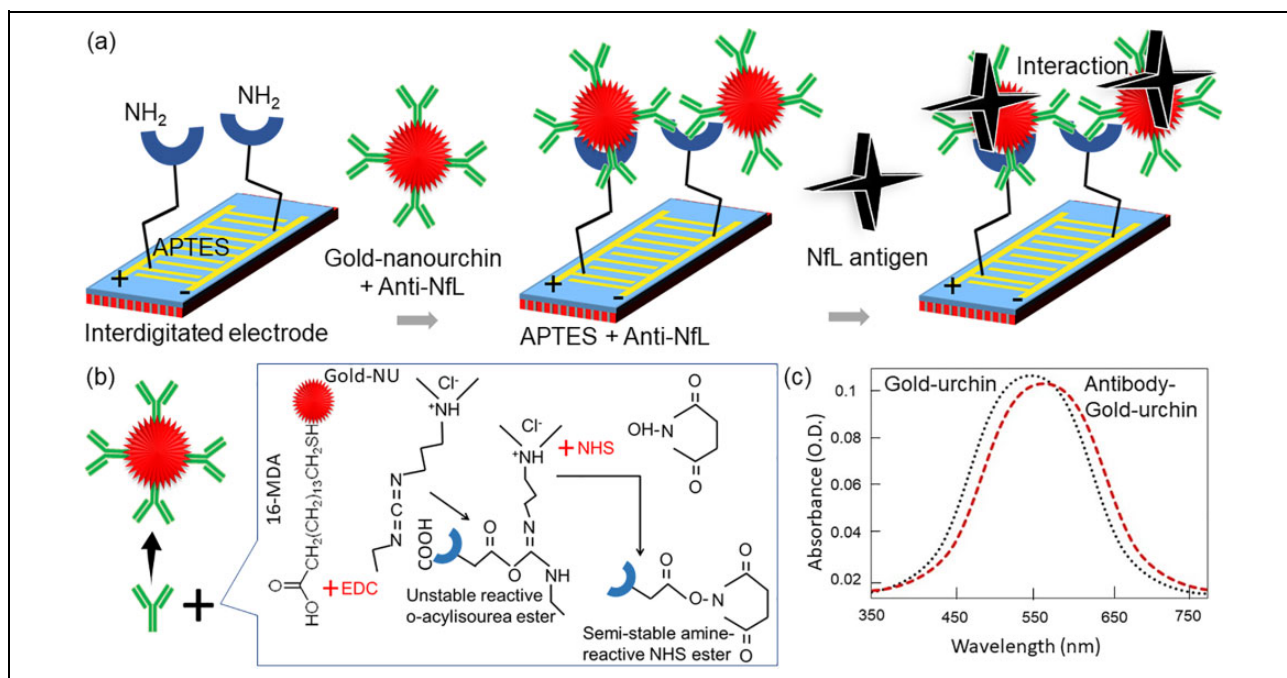 (a)
NH2
NH2
APTES
+
-
Interdigitated electrode
Gold-nanourchin
+ Anti-NfL
+
-
APTES + Anti-NfL
NfL antigen
Interaction
+
-
(b)
+
Gold-NU
16-MDA
HO
O
CH2(CH2)13CH2SH
+EDC
Cl-
+NH
N
C
N
COOH
O
O
Cl-
+NH
N
NH
Unstable reactive
o-acylisourea ester
+NHS
O
OH-N
O
O
O-N
O
O
Semi-stable amine-
reactive NHS ester
(c)
Gold-urchin
Antibody-
Gold-urchin
Absorbance (O.D.)
0.1
0.08
0.06
0.04
0.02
350
450
550
650
750
Wavelength (nm)